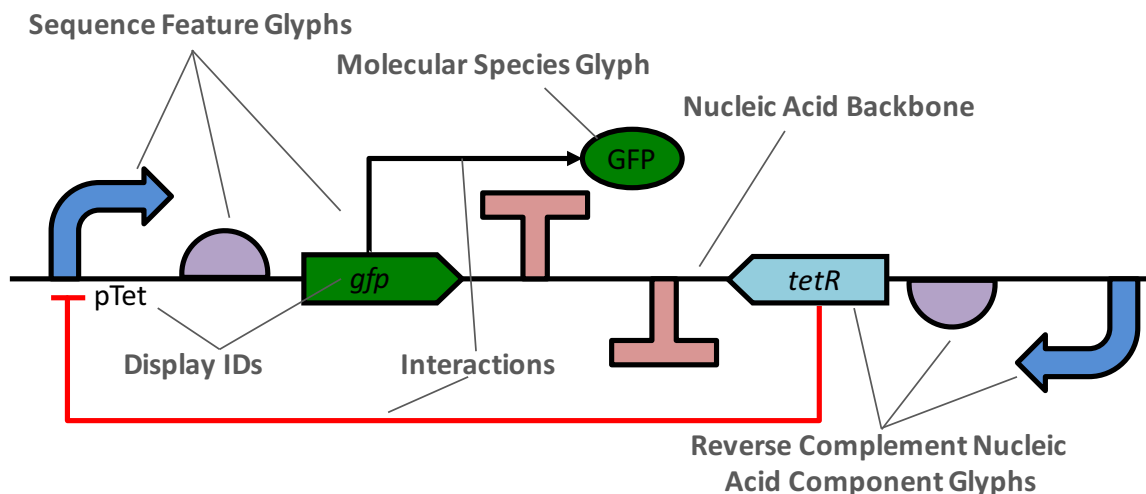 Sequence Feature Glyphs
Molecular Species Glyph
Nucleic Acid Backbone
GFP
gfp
tetR
pTet
Display IDs
Interactions
Reverse Complement Nucleic
Acid Component Glyphs